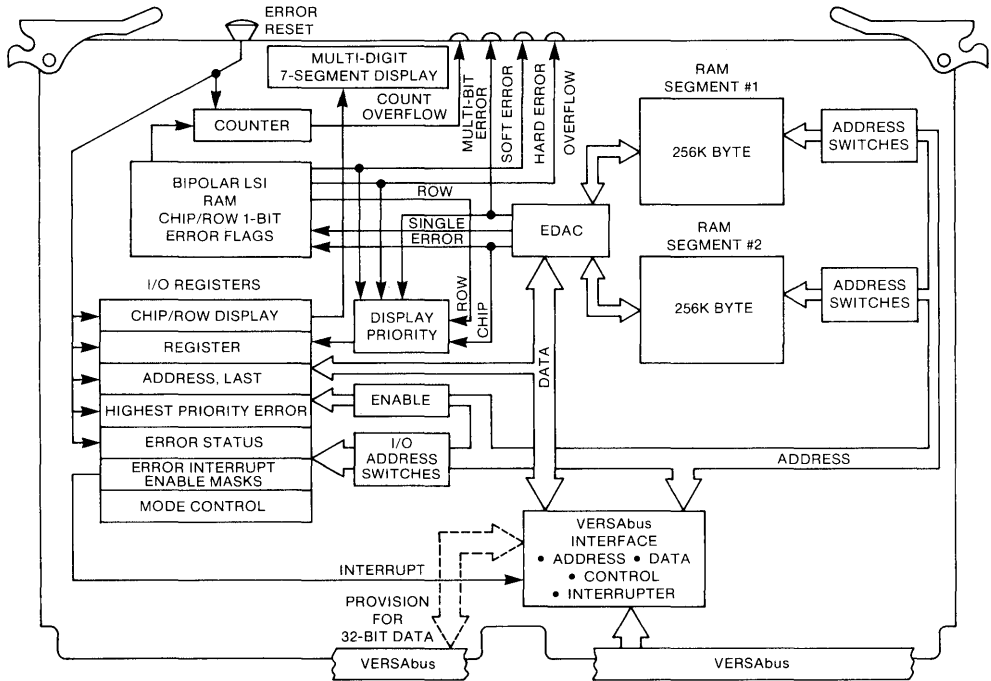 ERROR
RESET
MULTI-DIGIT
7-SEGMENT DISPLAY
COUNT
OVERFLOW
COUNTER
MULTI-BIT
ERROR
SOFT ERROR
HARD ERROR
OVERFLOW
RAM
SEGMENT #1
256K BYTE
ADDRESS
SWITCHES
BIPOLAR LSI
RAM
CHIP/ROW 1-BIT
ERROR FLAGS
ROW
SINGLE
ERROR
EDAC
RAM
SEGMENT #2
256K BYTE
ADDRESS
SWITCHES
I/O REGISTERS
CHIP/ROW DISPLAY
REGISTER
ADDRESS, LAST
HIGHEST PRIORITY ERROR
ERROR STATUS
ERROR INTERRUPT
ENABLE MASKS
MODE CONTROL
DISPLAY
PRIORITY
ROW
CHIP
DATA
ENABLE
I/O
ADDRESS
SWITCHES
ADDRESS
VERSAbus
INTERFACE
• ADDRESS • DATA
• CONTROL
• INTERRUPTER
INTERRUPT
PROVISION
FOR
32-BIT DATA
VERSAbus
VERSAbus